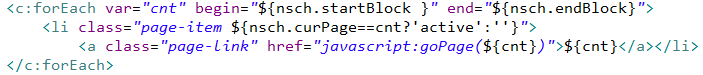 <c:forEach var="cnt" begin="${nsch.startBlock }" end="${nsch.endBlock}">
<li class="page-item ${nsch.curPage==cnt?'active':''}">
<a class="page-link" href="javascript:goPage(${cnt})">${cnt}</a></li>
</c:forEach>